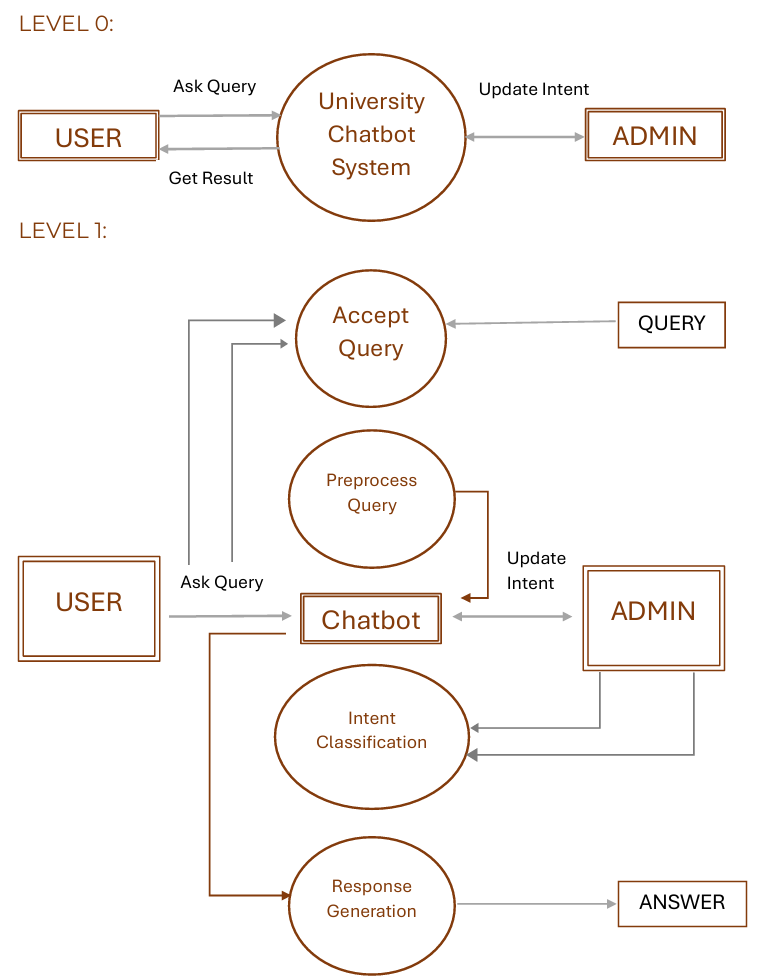 LEVEL 0:
Ask Query
University
Chatbot
System
Update Intent
USER
ADMIN
Get Result
LEVEL 1:
Accept
Query
QUERY
Preprocess
Query
Update
Intent
Ask Query
USER
Chatbot
ADMIN
Intent
Classification
Response
Generation
ANSWER